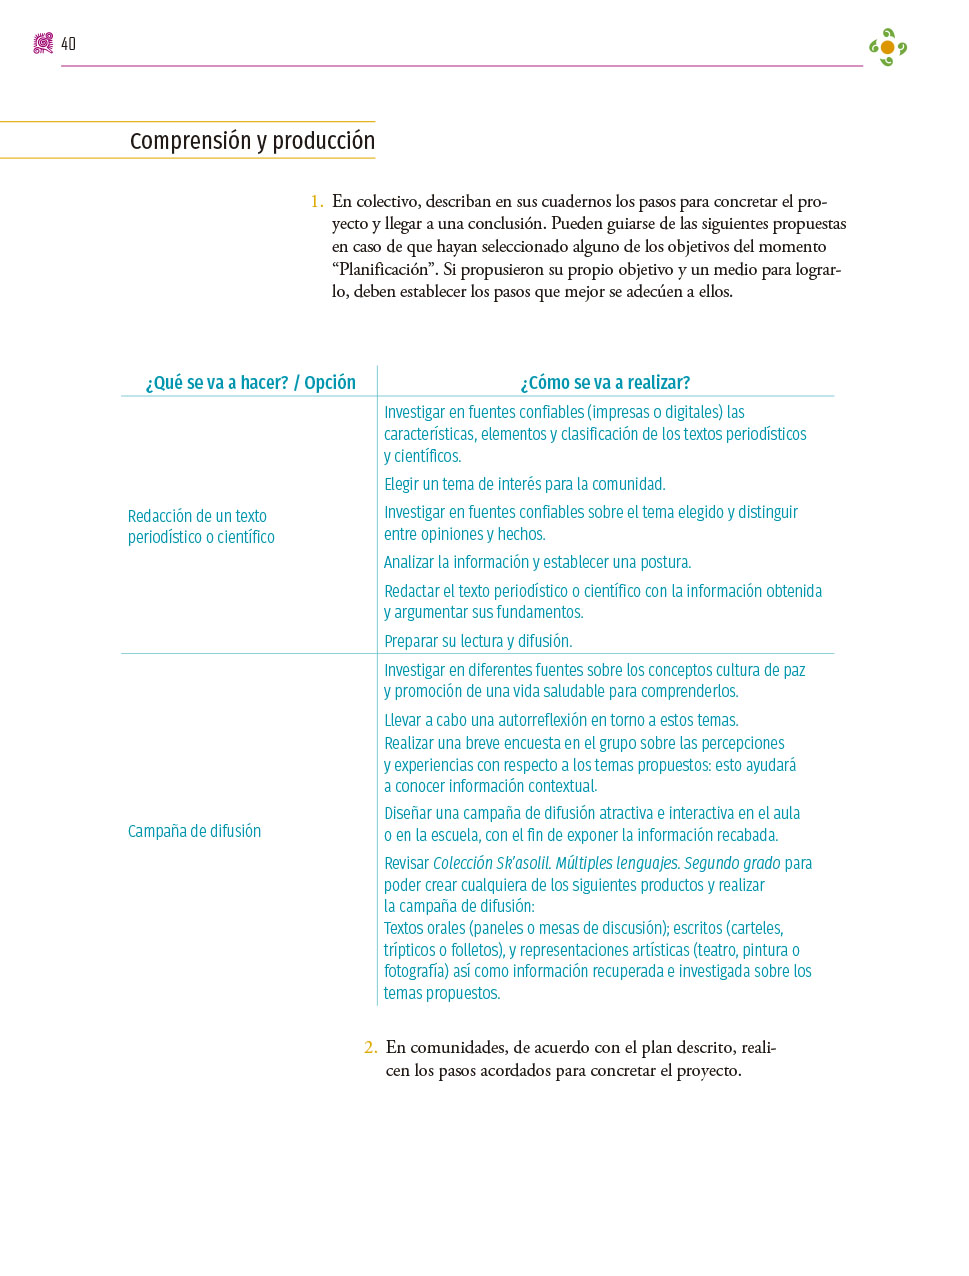 40
Comprensión y producción
1. En colectivo, describan en sus cuadernos los pasos para concretar el pro-
yecto y llegar a una conclusión. Pueden guiarse de las siguientes propuestas
en caso de que hayan seleccionado alguno de los objetivos del momento
“Planificación”. Si propusieron su propio objetivo y un medio para lograr-
lo, deben establecer los pasos que mejor se adecúen a ellos.
¿Qué se va a hacer? / Opción
¿Cómo se va a realizar?
Redacción de un texto
periodístico o científico
Investigar en fuentes confiables (impresas o digitales) las
características, elementos y clasificación de los textos periodísticos
y científicos.
Elegir un tema de interés para la comunidad.
Investigar en fuentes confiables sobre el tema elegido y distinguir
entre opiniones y hechos.
Analizar la información y establecer una postura.
Redactar el texto periodístico o científico con la información obtenida
y argumentar sus fundamentos.
Preparar su lectura y difusión.
Campaña de difusión
Investigar en diferentes fuentes sobre los conceptos cultura de paz
y promoción de una vida saludable para comprenderlos.
Llevar a cabo una autorreflexión en torno a estos temas.
Realizar una breve encuesta en el grupo sobre las percepciones
y experiencias con respecto a los temas propuestos: esto ayudará
a conocer información contextual.
Diseñar una campaña de difusión atractiva e interactiva en el aula
o en la escuela, con el fin de exponer la información recabada.
Revisar Colección Sk’asolil. Múltiples lenguajes. Segundo grado para
poder crear cualquiera de los siguientes productos y realizar
la campaña de difusión:
Textos orales (paneles o mesas de discusión); escritos (carteles,
trípticos o folletos), y representaciones artísticas (teatro, pintura o
fotografía) así como información recuperada e investigada sobre los
temas propuestos.
2. En comunidades, de acuerdo con el plan descrito, reali-
cen los pasos acordados para concretar el proyecto.